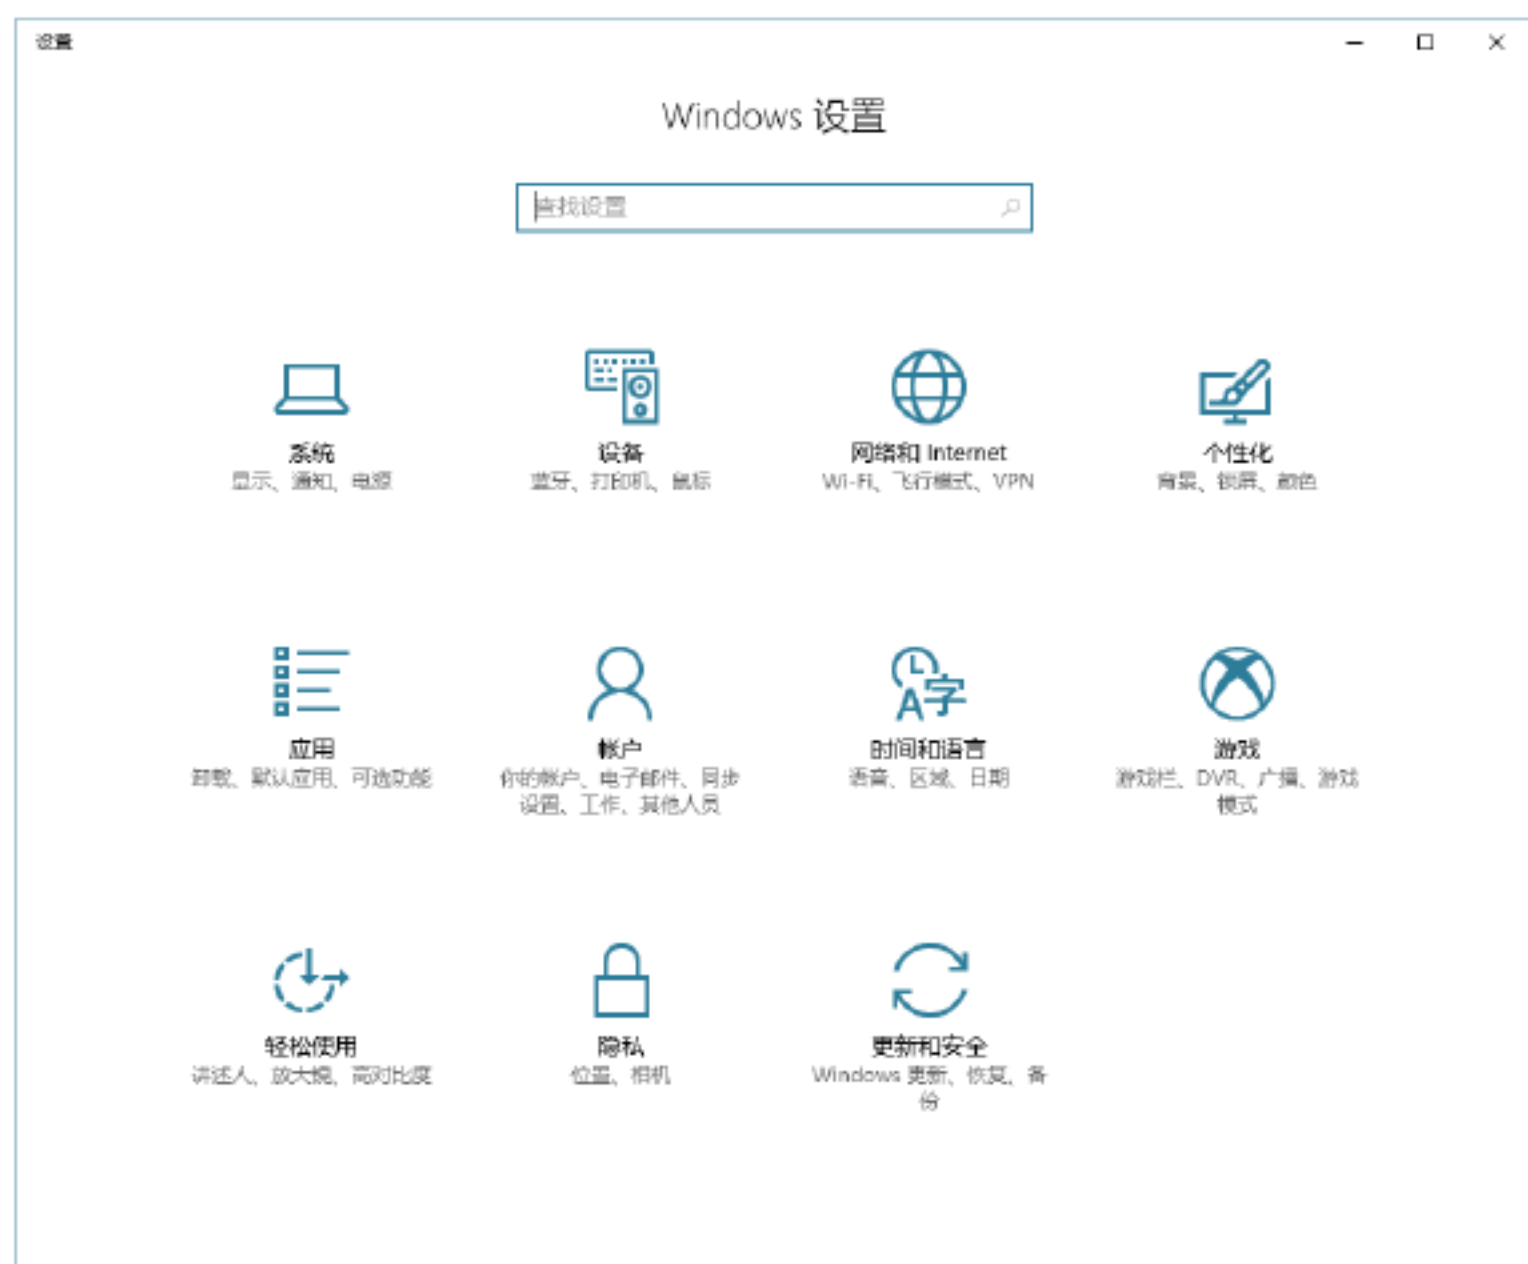 设置
Windows 设置
查找设置
系统
显示、通知、电源
设备
蓝牙、打印机、鼠标
网络和 Internet
Wi-Fi、飞行模式、VPN
个性化
背景、锁屏、颜色
应用
卸载、默认应用、可选功能
帐户
你的帐户、电子邮件、同步
设置、工作、其他人员
时间和语言
语音、区域、日期
游戏
游戏栏、DVR、广播、游戏
模式
轻松使用
讲述人、放大镜、高对比度
隐私
位置、相机
更新和安全
Windows 更新、恢复、备
份